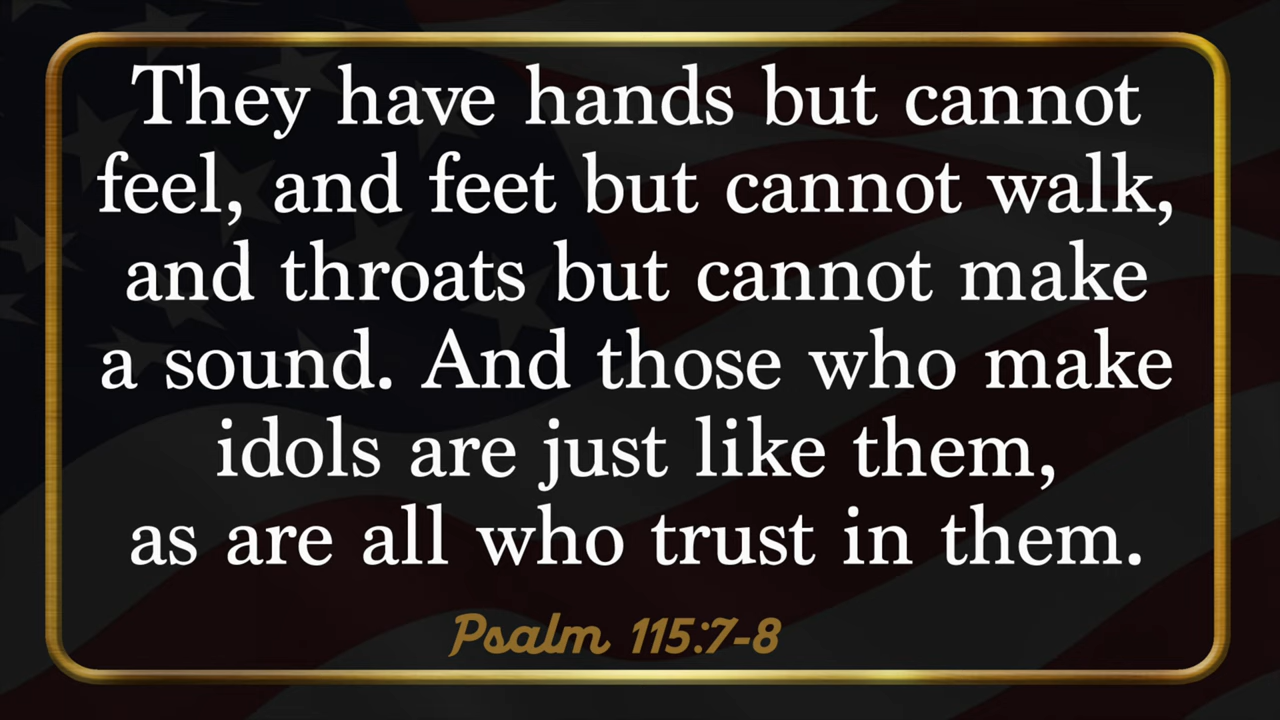 They have hands but cannot
feel, and feet but cannot walk,
and throats but cannot make
a sound. And those who make
idols are just like them,
as are all who trust in them.
Psalm 115:7-8